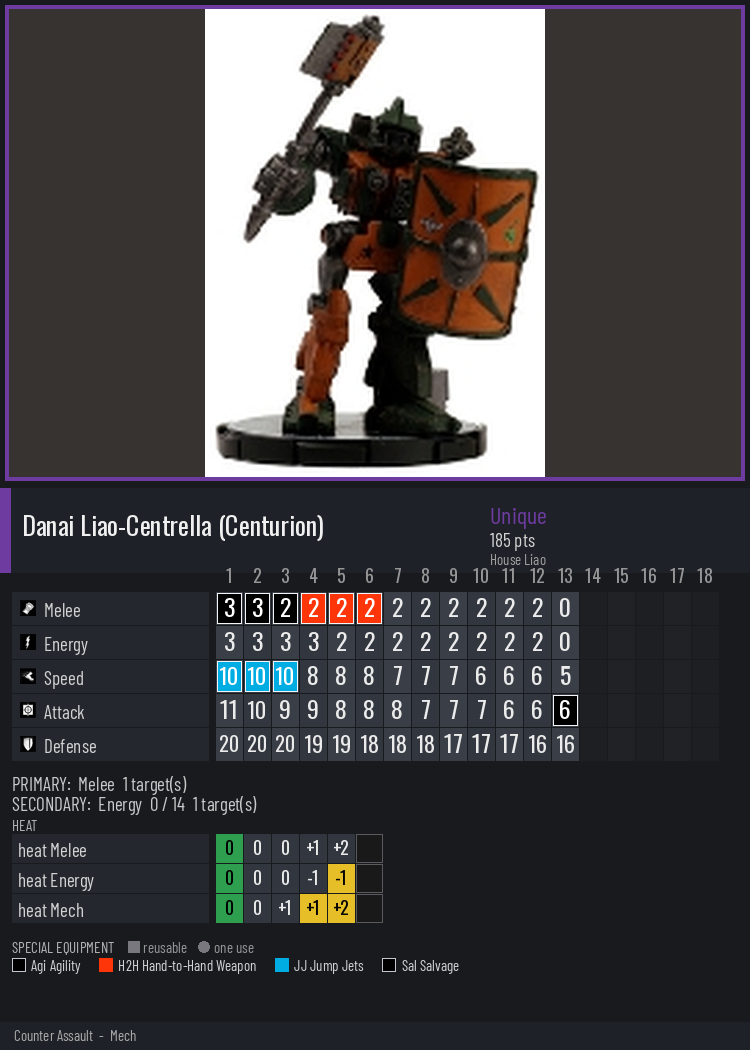 Danai Liao-Centrella (Centurion)
Unique
185 pts
House Liao
1 2 3 4 5 6 7 8 9 10 11 12 13 14 15 16 17 18
Melee 3 3 2 2 2 2 2 2 2 2 2 2 0
Energy 3 3 3 3 2 2 2 2 2 2 2 2 0
Speed 10 10 10 8 8 8 7 7 7 6 6 6 5
Attack 11 10 9 9 8 8 8 7 7 7 6 6 6
Defense 20 20 20 19 19 18 18 18 17 17 17 16 16
PRIMARY: Melee 1 target(s)
SECONDARY: Energy 0 / 14 1 target(s)
HEAT
heat Melee 0 0 0 +1 +2
heat Energy 0 0 0 -1 -1
heat Mech 0 0 +1 +1 +2
SPECIAL EQUIPMENT reusable one use
Agi Agility H2H Hand-to-Hand Weapon JJ Jump Jets Sal Salvage
Counter Assault - Mech